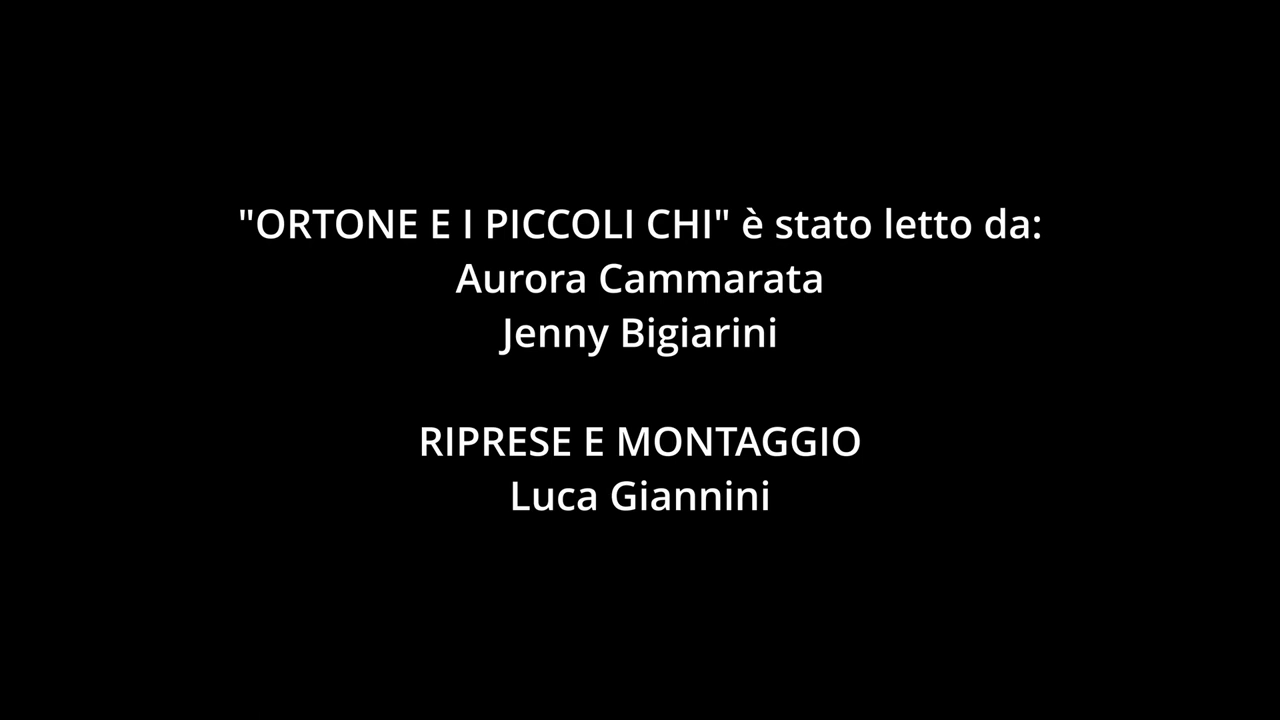 "ORTONE E I PICCOLI CHI" è stato letto da:
Aurora Cammarata
Jenny Bigiarini
RIPRESE E MONTAGGIO
Luca Giannini